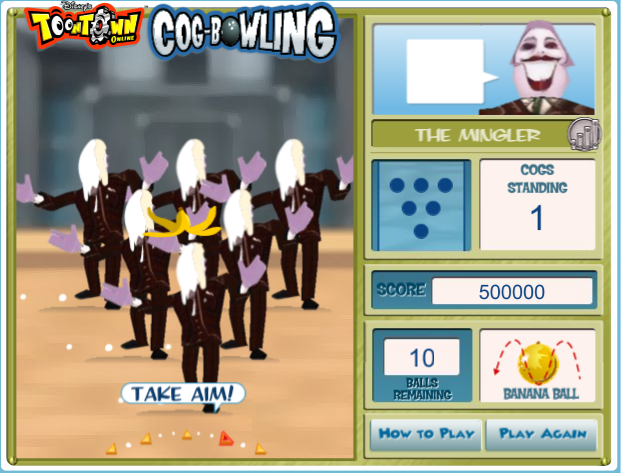 Disney's
TOONTOWN
ONLINE
COG-BOWLING
THE MINGLER
COGS
STANDING
1
SCORE 500000
10
BALLS
REMAINING
BANANA BALL
TAKE AIM!
HOW TO PLAY
PLAY AGAIN